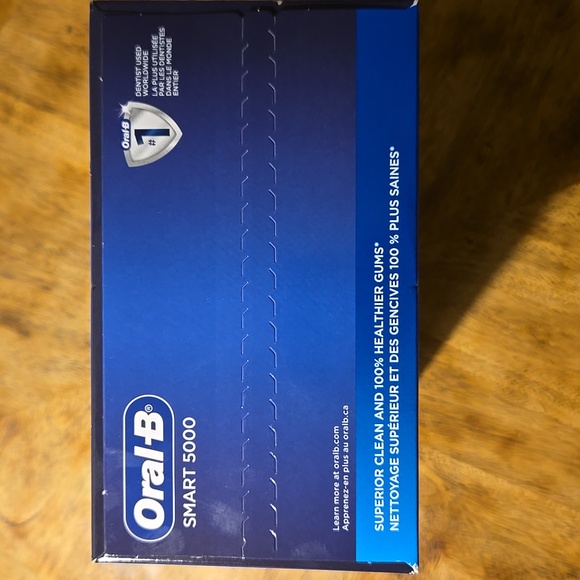 Oral-B®
SMART 5000
Oral-B
#1
DENTIST USED
WORLDWIDE
LA PLUS UTILISÉE
PAR LES DENTISTES
DANS LE MONDE
ENTIER
Learn more at oralb.com
Apprenez-en plus au oralb.ca
SUPERIOR CLEAN AND 100% HEALTHIER GUMS*
NETTOYAGE SUPÉRIEUR ET DES GENCIVES 100 % PLUS SAINES*